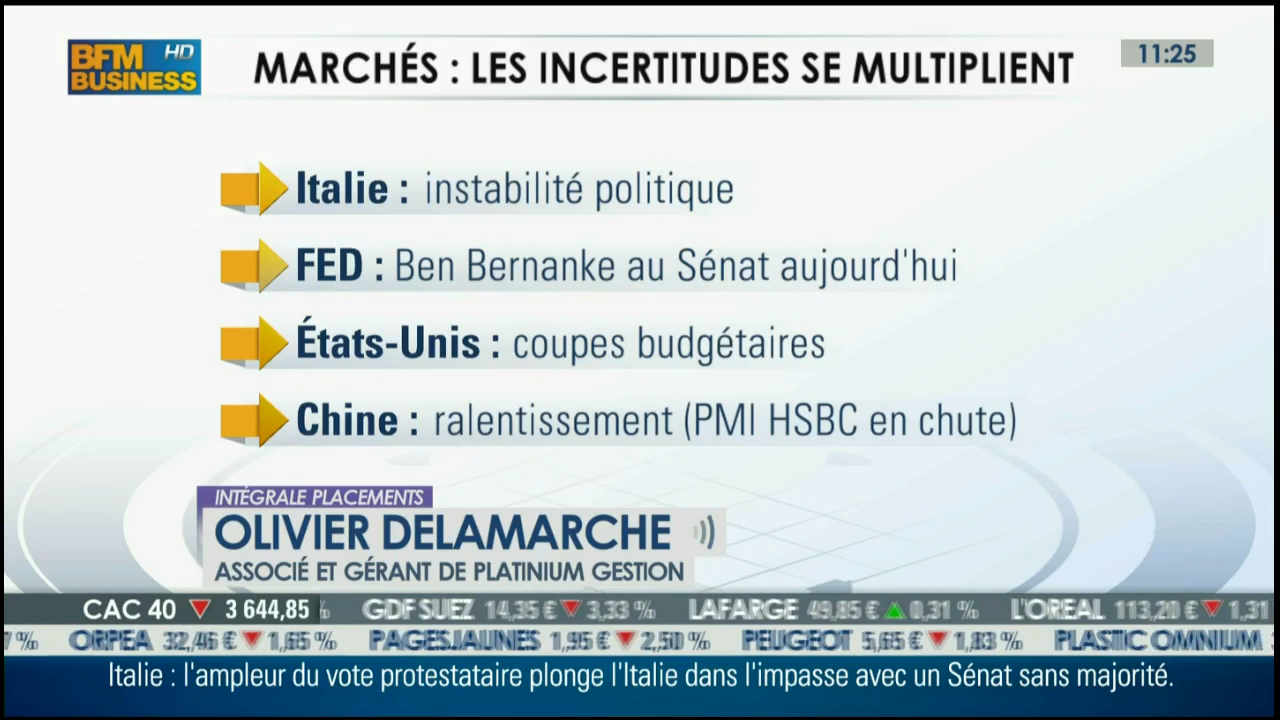 BFM HD
BUSINESS
MARCHÉS : LES INCERTITUDES SE MULTIPLIENT
11:25
Italie : instabilité politique
FED : Ben Bernanke au Sénat aujourd'hui
États-Unis : coupes budgétaires
Chine : ralentissement (PMI HSBC en chute)
INTÉGRALE PLACEMENTS
OLIVIER DELAMARCHE
ASSOCIÉ ET GÉRANT DE PLATINIUM GESTION
CAC 40 ▼ 3 644,85 GDF SUEZ 14,35 € ▼ 3,33 % LAFARGE 49,85 € ▲ 0,31 % L'OREAL 113,20 € ▼ 1,31
7 % ORPEA 32,46 € ▼ 1,65 % PAGESJAUNES 1,95 € ▼ 2,50 % PEUGEOT 5,65 € ▼ 1,83 % PLASTIC OMNIUM
Italie : l'ampleur du vote protestataire plonge l'Italie dans l'impasse avec un Sénat sans majorité.